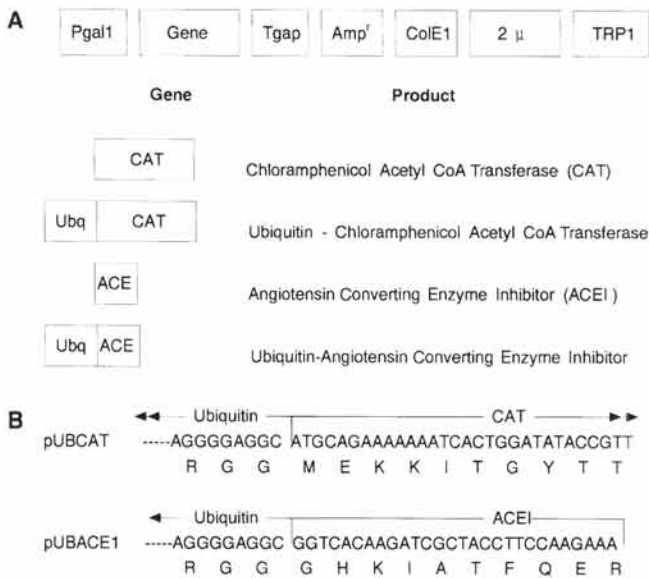 A
Pgal1 Gene Tgap Ampʳ ColE1 2 μ TRP1
Gene Product
CAT Chloramphenicol Acetyl CoA Transferase (CAT)
Ubq CAT Ubiquitin - Chloramphenicol Acetyl CoA Transferase
ACE Angiotensin Converting Enzyme Inhibitor (ACEI)
Ubq ACE Ubiquitin-Angiotensin Converting Enzyme Inhibitor
B
Ubiquitin CAT
pUBCAT -----AGGGGAGGC ATGCAGAAAAAAATCACTGGATATACCGTT
R G G M E K K I T G Y T T
Ubiquitin ACEI
pUBACE1 -----AGGGGAGGC GGTCACAAGATCGCTACCTTCCAAGAAA
R G G G H K I A T F Q E R